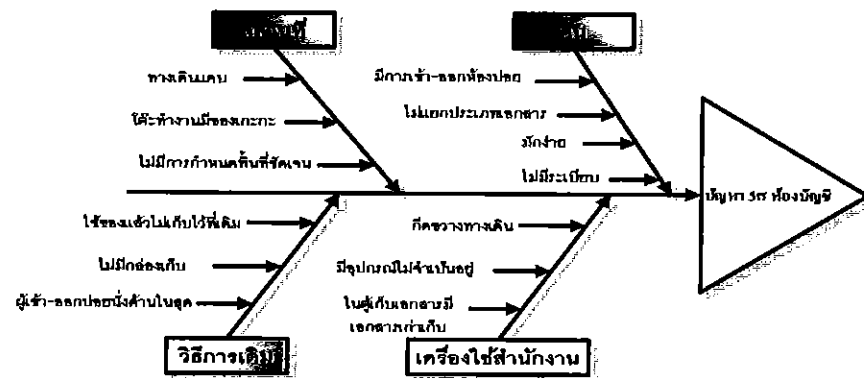 ทางเดินแคบ
โต๊ะทำงานมีของเกะกะ
ไม่มีการกำหนดพื้นที่ชัดเจน
มีการเข้า-ออกห้องบ่อย
ไม่แยกประเภทเอกสาร
มักง่าย
ไม่มีระเบียบ
ปัญหา 5ส ห้องบัญชี
ใช้ของแล้วไม่เก็บไว้ที่เดิม
ไม่มีกล่องเก็บ
ผู้เข้า-ออกบ่อยนั่งด้านในสุด
วิธีการเดิม
กีดขวางทางเดิน
มีอุปกรณ์ไม่จำเป็นอยู่
ในตู้เก็บเอกสารมี
เอกสารเก่าเก็บ
เครื่องใช้สำนักงาน